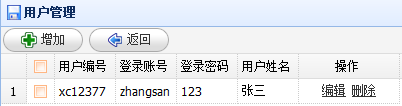 用户管理
增加 返回
用户编号 登录账号 登录密码 用户姓名 操作
1 xc12377 zhangsan 123 张三 编辑 删除